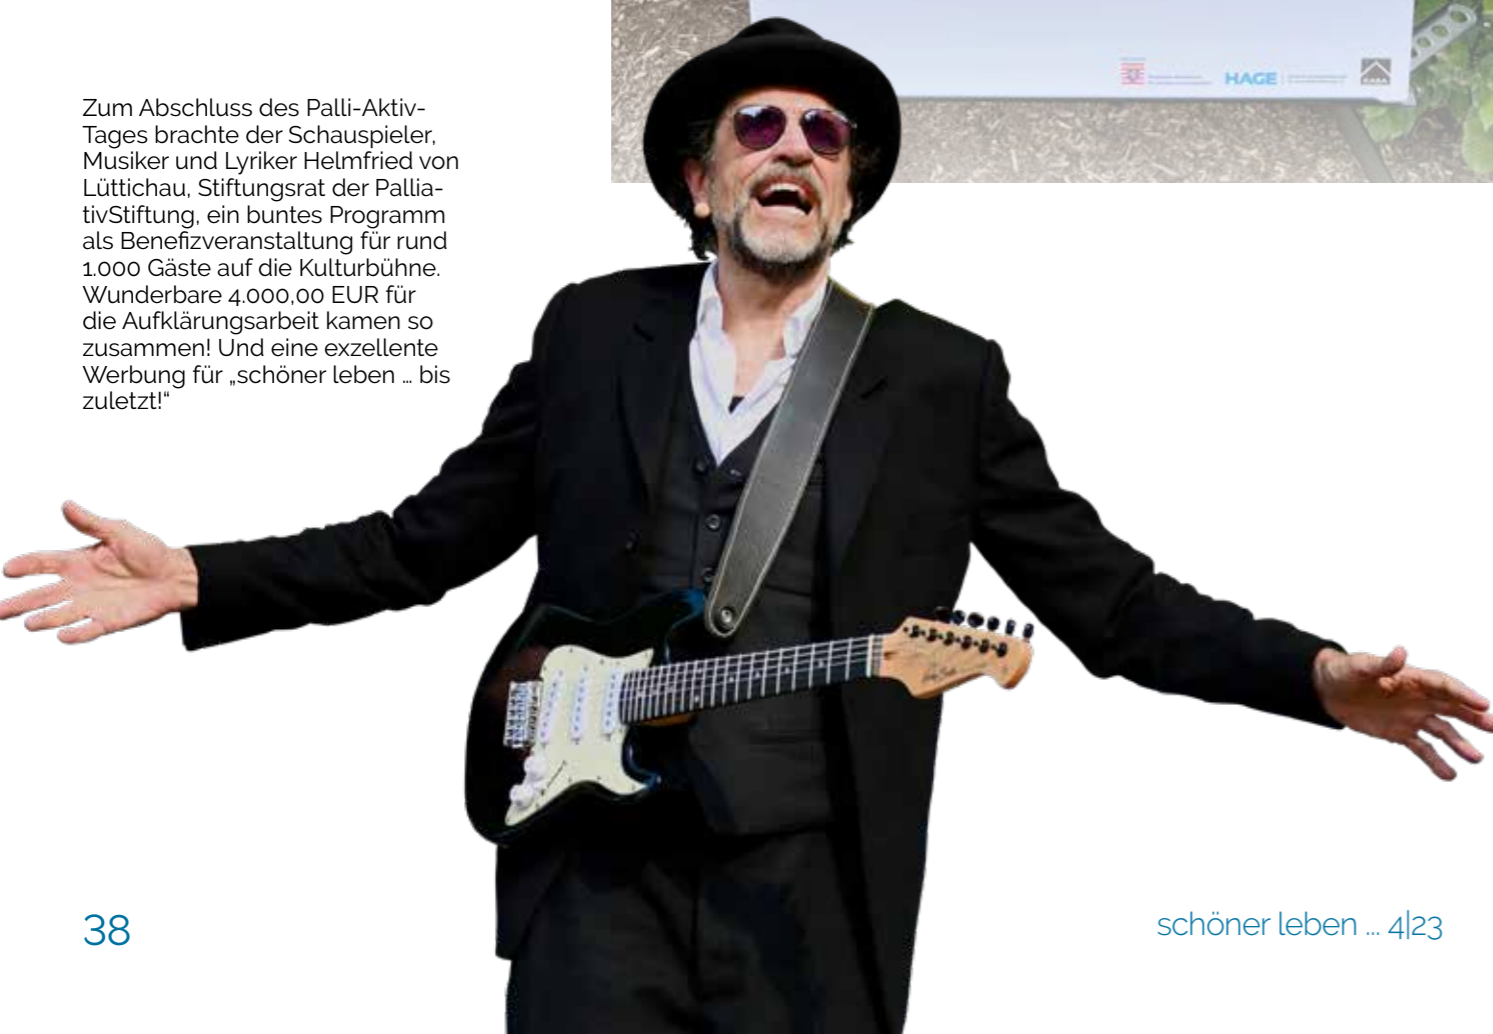 HAGE
Zum Abschluss des Palli-Aktiv-
Tages brachte der Schauspieler,
Musiker und Lyriker Helmfried von
Lüttichau, Stiftungsrat der Pallia-
tivStiftung, ein buntes Programm
als Benefizveranstaltung für rund
1.000 Gäste auf die Kulturbühne.
Wunderbare 4.000,00 EUR für
die Aufklärungsarbeit kamen so
zusammen! Und eine exzellente
Werbung für „schöner leben … bis
zuletzt!“
38
schöner leben ... 4|23